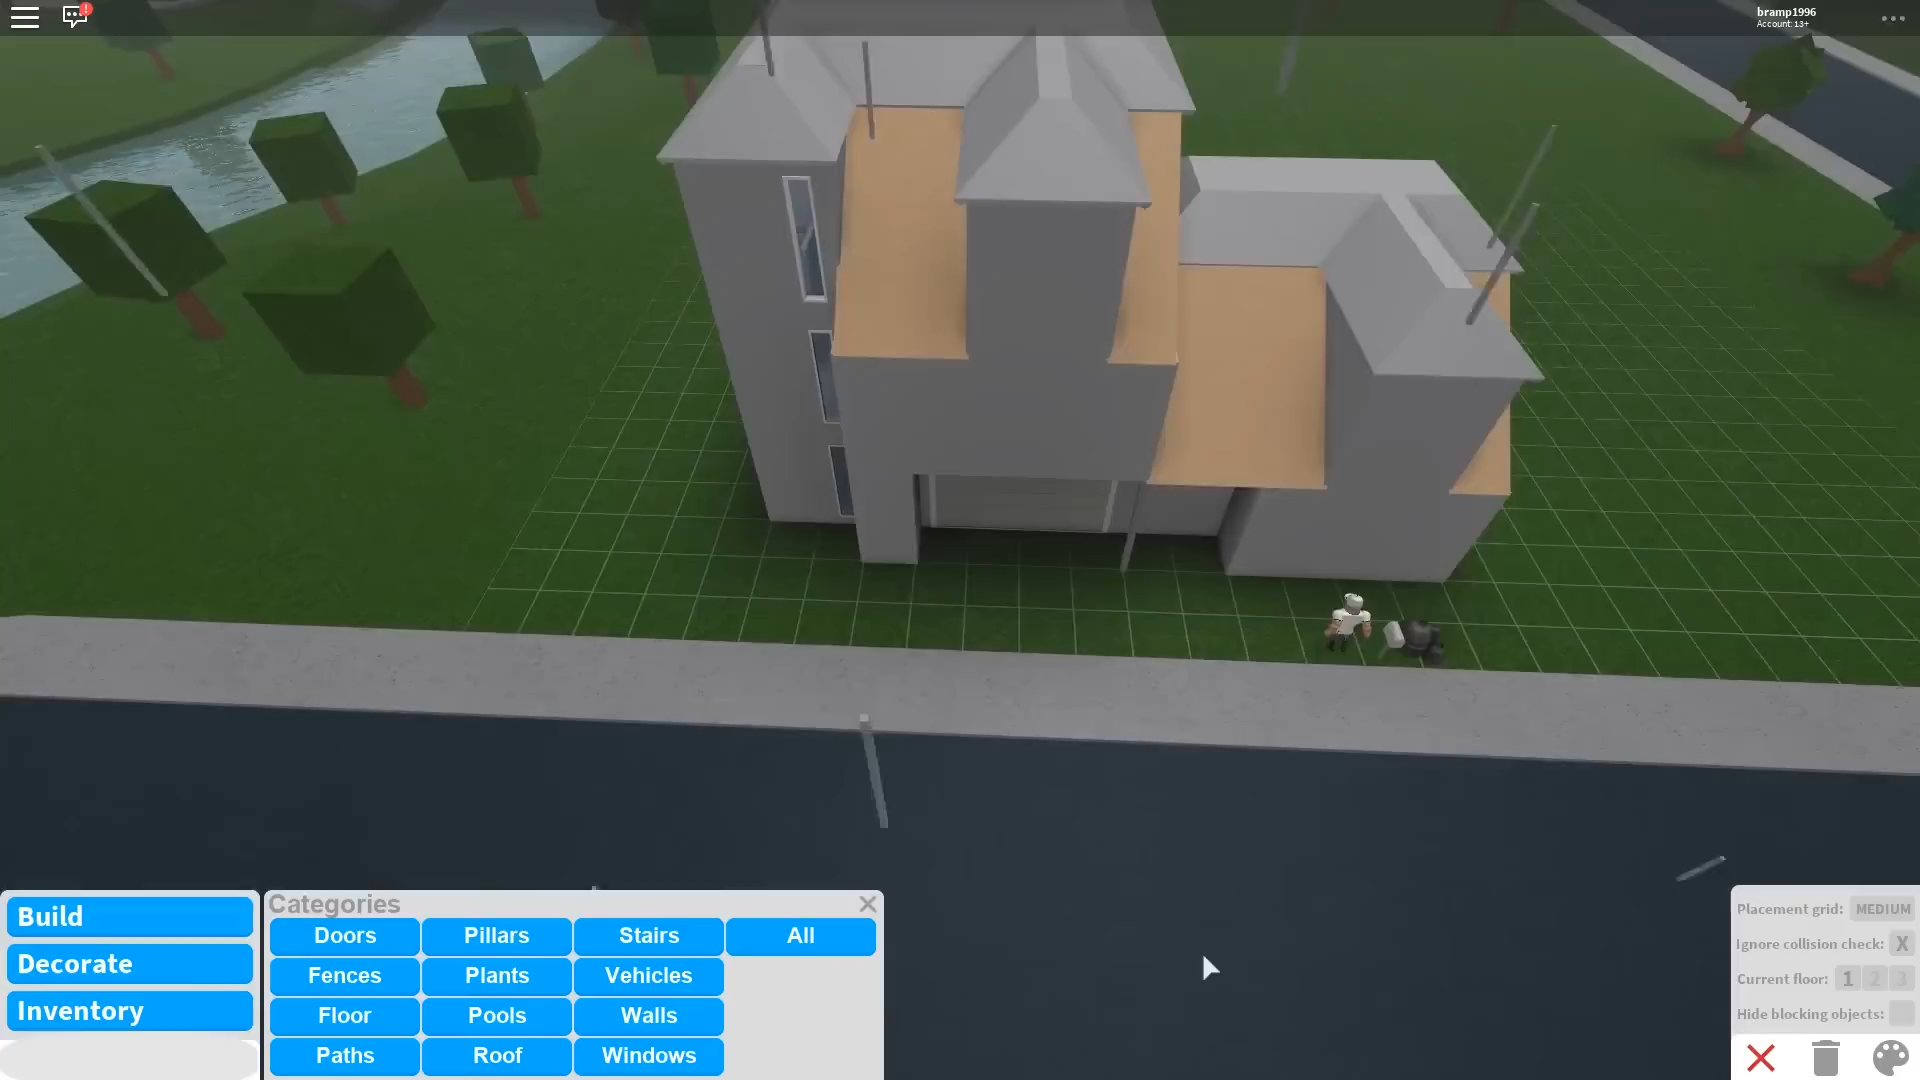 bramp1996
Account: 13+
!
Build
Decorate
Inventory
Categories
Doors Pillars Stairs All
Fences Plants Vehicles
Floor Pools Walls
Paths Roof Windows
Placement grid: MEDIUM
Ignore collision check: X
Current floor: 1 2 3
Hide blocking objects: